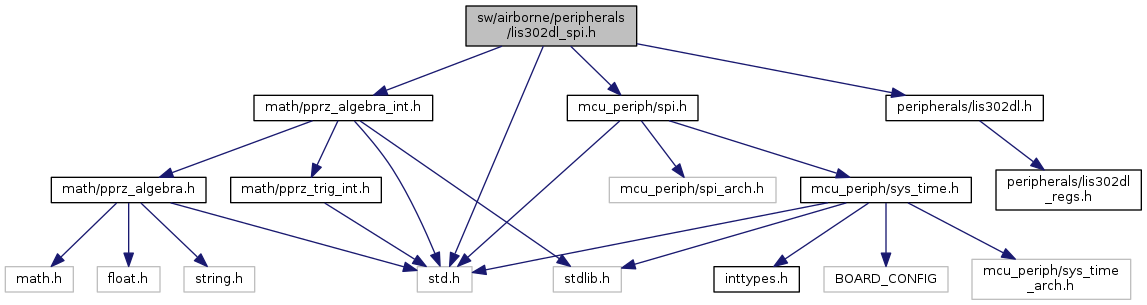 sw/airborne/peripherals
/lis302dl_spi.h
math/pprz_algebra_int.h
mcu_periph/spi.h
peripherals/lis302dl.h
math/pprz_algebra.h
math/pprz_trig_int.h
mcu_periph/spi_arch.h
mcu_periph/sys_time.h
peripherals/lis302dl
_regs.h
math.h
float.h
string.h
std.h
stdlib.h
inttypes.h
BOARD_CONFIG
mcu_periph/sys_time
_arch.h